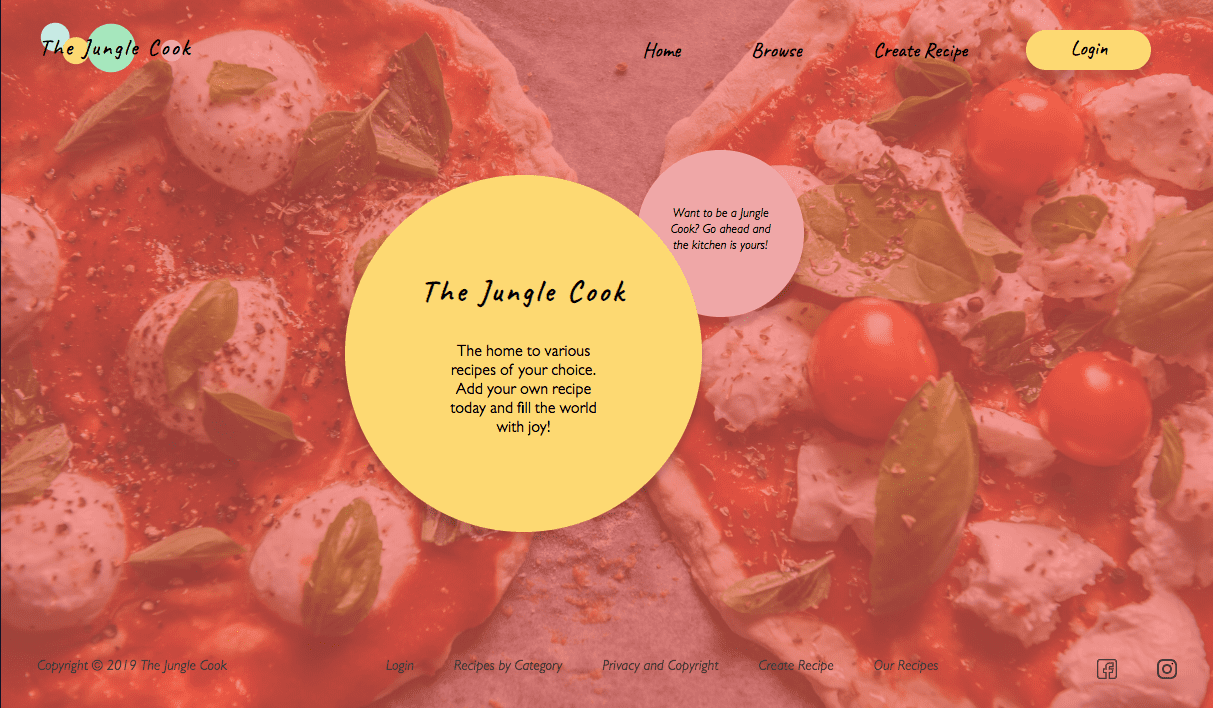 The Jungle Cook
Home
Browse
Create Recipe
Login
Want to be a Jungle
Cook? Go ahead and
the kitchen is yours!
The Jungle Cook
The home to various
recipes of your choice.
Add your own recipe
today and fill the world
with joy!
Copyright © 2019 The Jungle Cook
Login
Recipes by Category
Privacy and Copyright
Create Recipe
Our Recipes